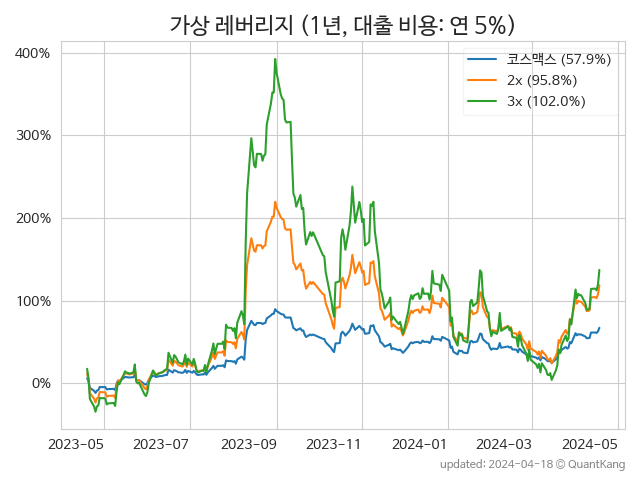 가상 레버리지 (1년, 대출 비용: 연 5%)
코스맥스 (57.9%)
2x (95.8%)
3x (102.0%)
400%
300%
200%
100%
0%
2023-05 2023-07 2023-09 2023-11 2024-01 2024-03 2024-05
updated: 2024-04-18 © QuantKang